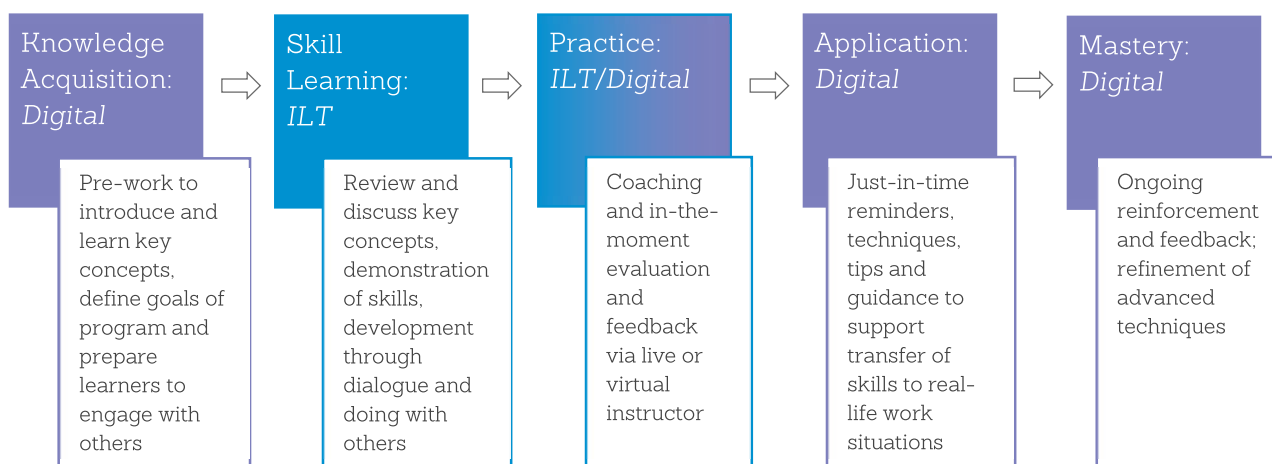 Knowledge
Acquisition:
Digital
Pre-work to
introduce and
learn key
concepts,
define goals of
program and
prepare
learners to
engage with
others
Skill
Learning:
ILT
Review and
discuss key
concepts,
demonstration
of skills,
development
through
dialogue and
doing with
others
Practice:
ILT/Digital
Coaching
and in-the-
moment
evaluation
and
feedback
via live or
virtual
instructor
Application:
Digital
Just-in-time
reminders,
techniques,
tips and
guidance to
support
transfer of
skills to real-
life work
situations
Mastery:
Digital
Ongoing
reinforcement
and feedback;
refinement of
advanced
techniques